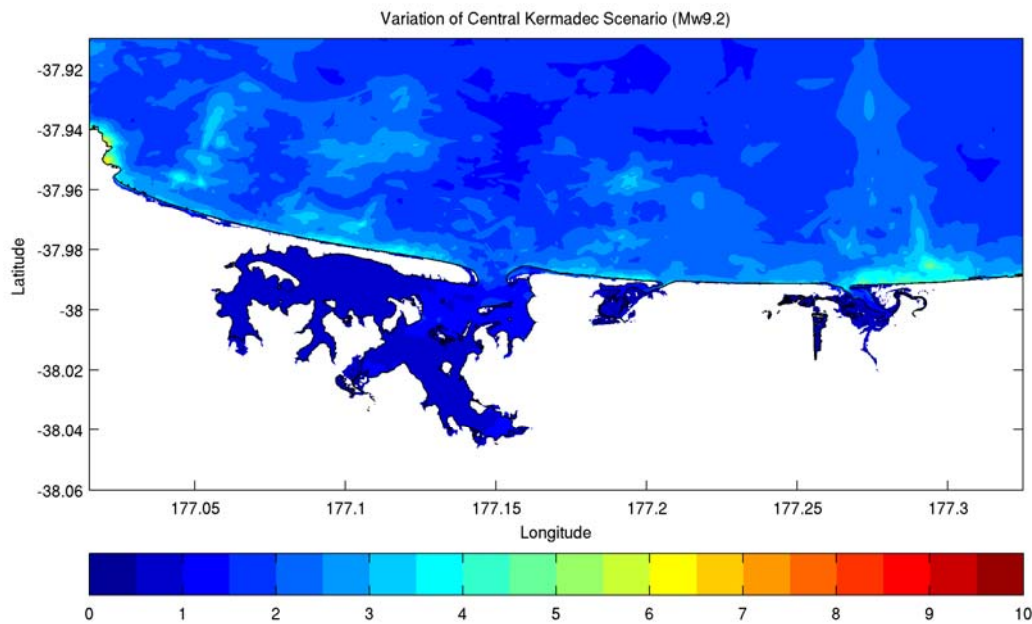 Variation of Central Kermadec Scenario (Mw9.2)
-37.92
-37.94
-37.96
-37.98
-38
-38.02
-38.04
-38.06
Latitude
177.05 177.1 177.15 177.2 177.25 177.3
Longitude
0 1 2 3 4 5 6 7 8 9 10